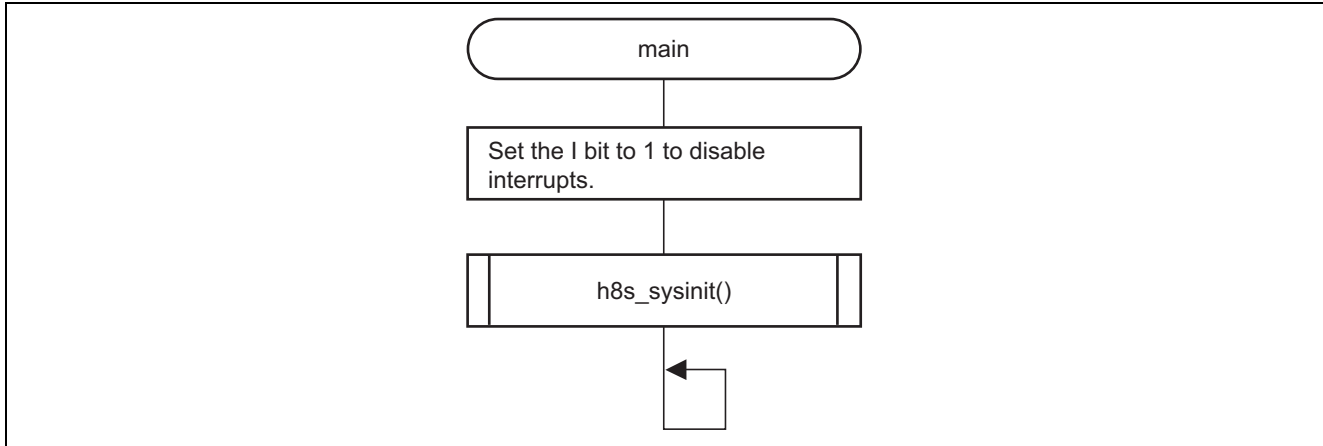 main
Set the I bit to 1 to disable
interrupts.
h8s_sysinit()